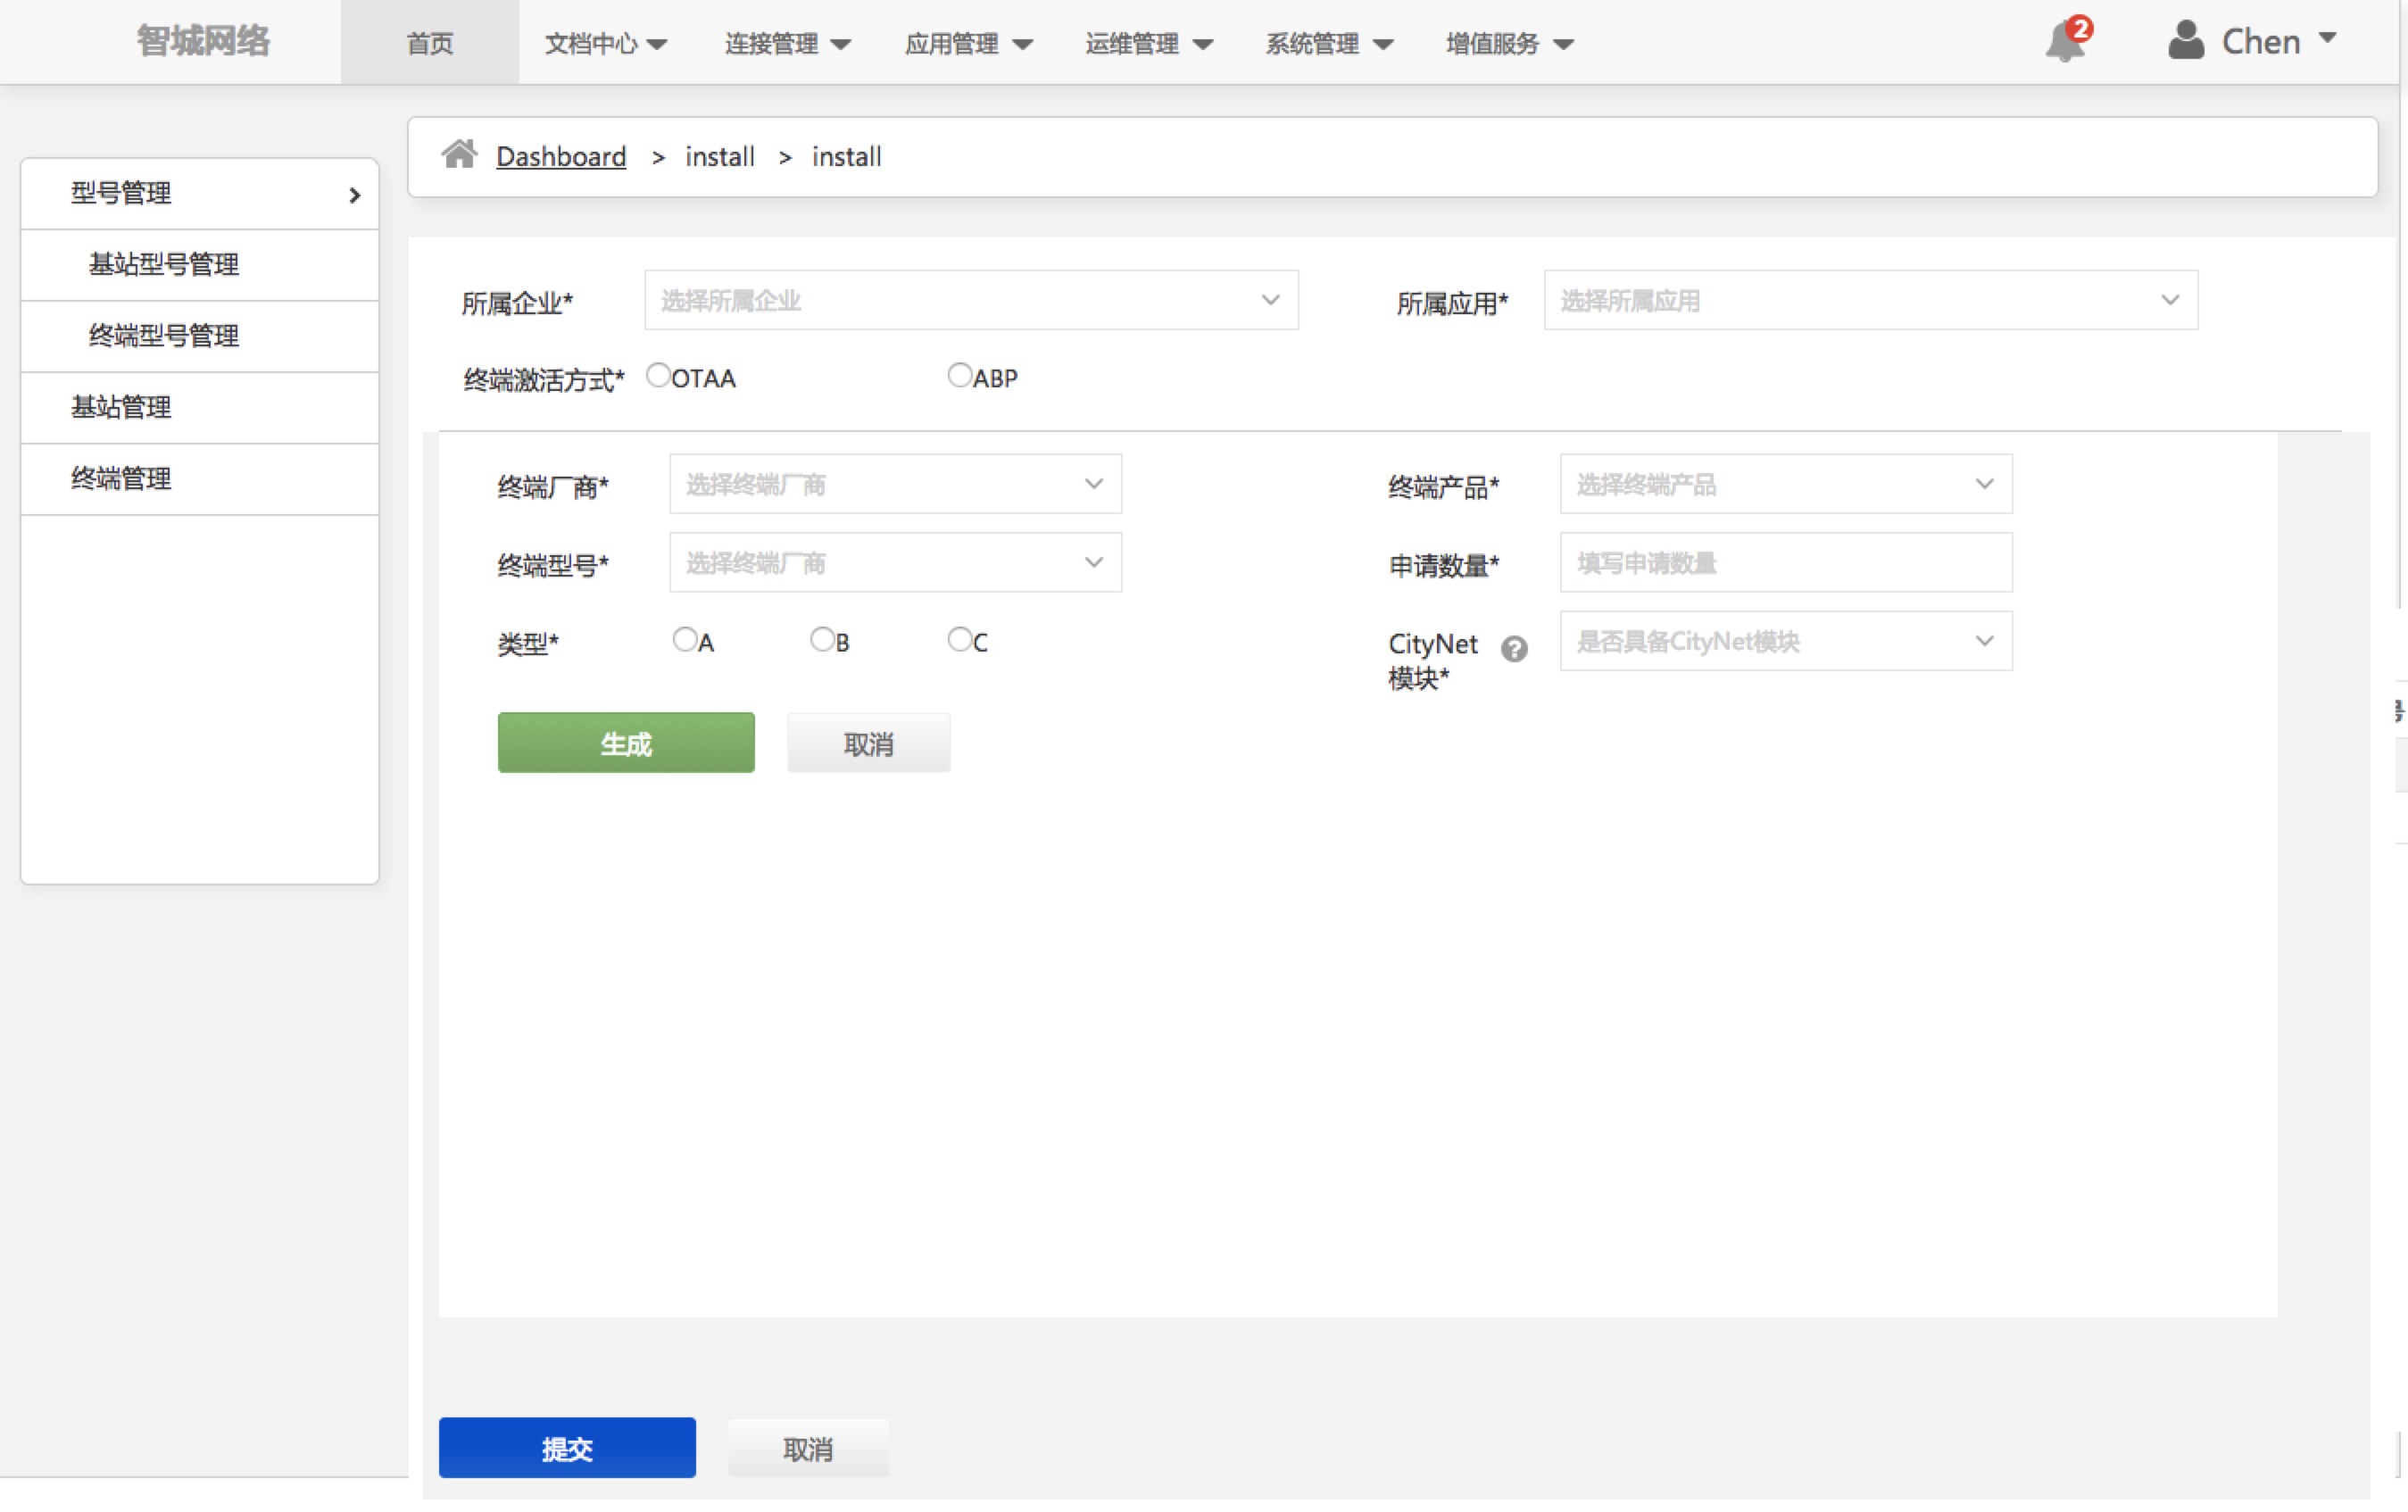 智城网络
首页
文档中心
连接管理
应用管理
运维管理
系统管理
增值服务
2
Chen
型号管理
基站型号管理
终端型号管理
基站管理
终端管理
Dashboard > install > install
所属企业* 选择所属企业
所属应用* 选择所属应用
终端激活方式* OTAA ABP
终端厂商* 选择终端厂商
终端产品* 选择终端产品
终端型号* 选择终端厂商
申请数量* 填写申请数量
类型* A B C
CityNet ? 是否具备CityNet模块
模块*
生成 取消
提交 取消